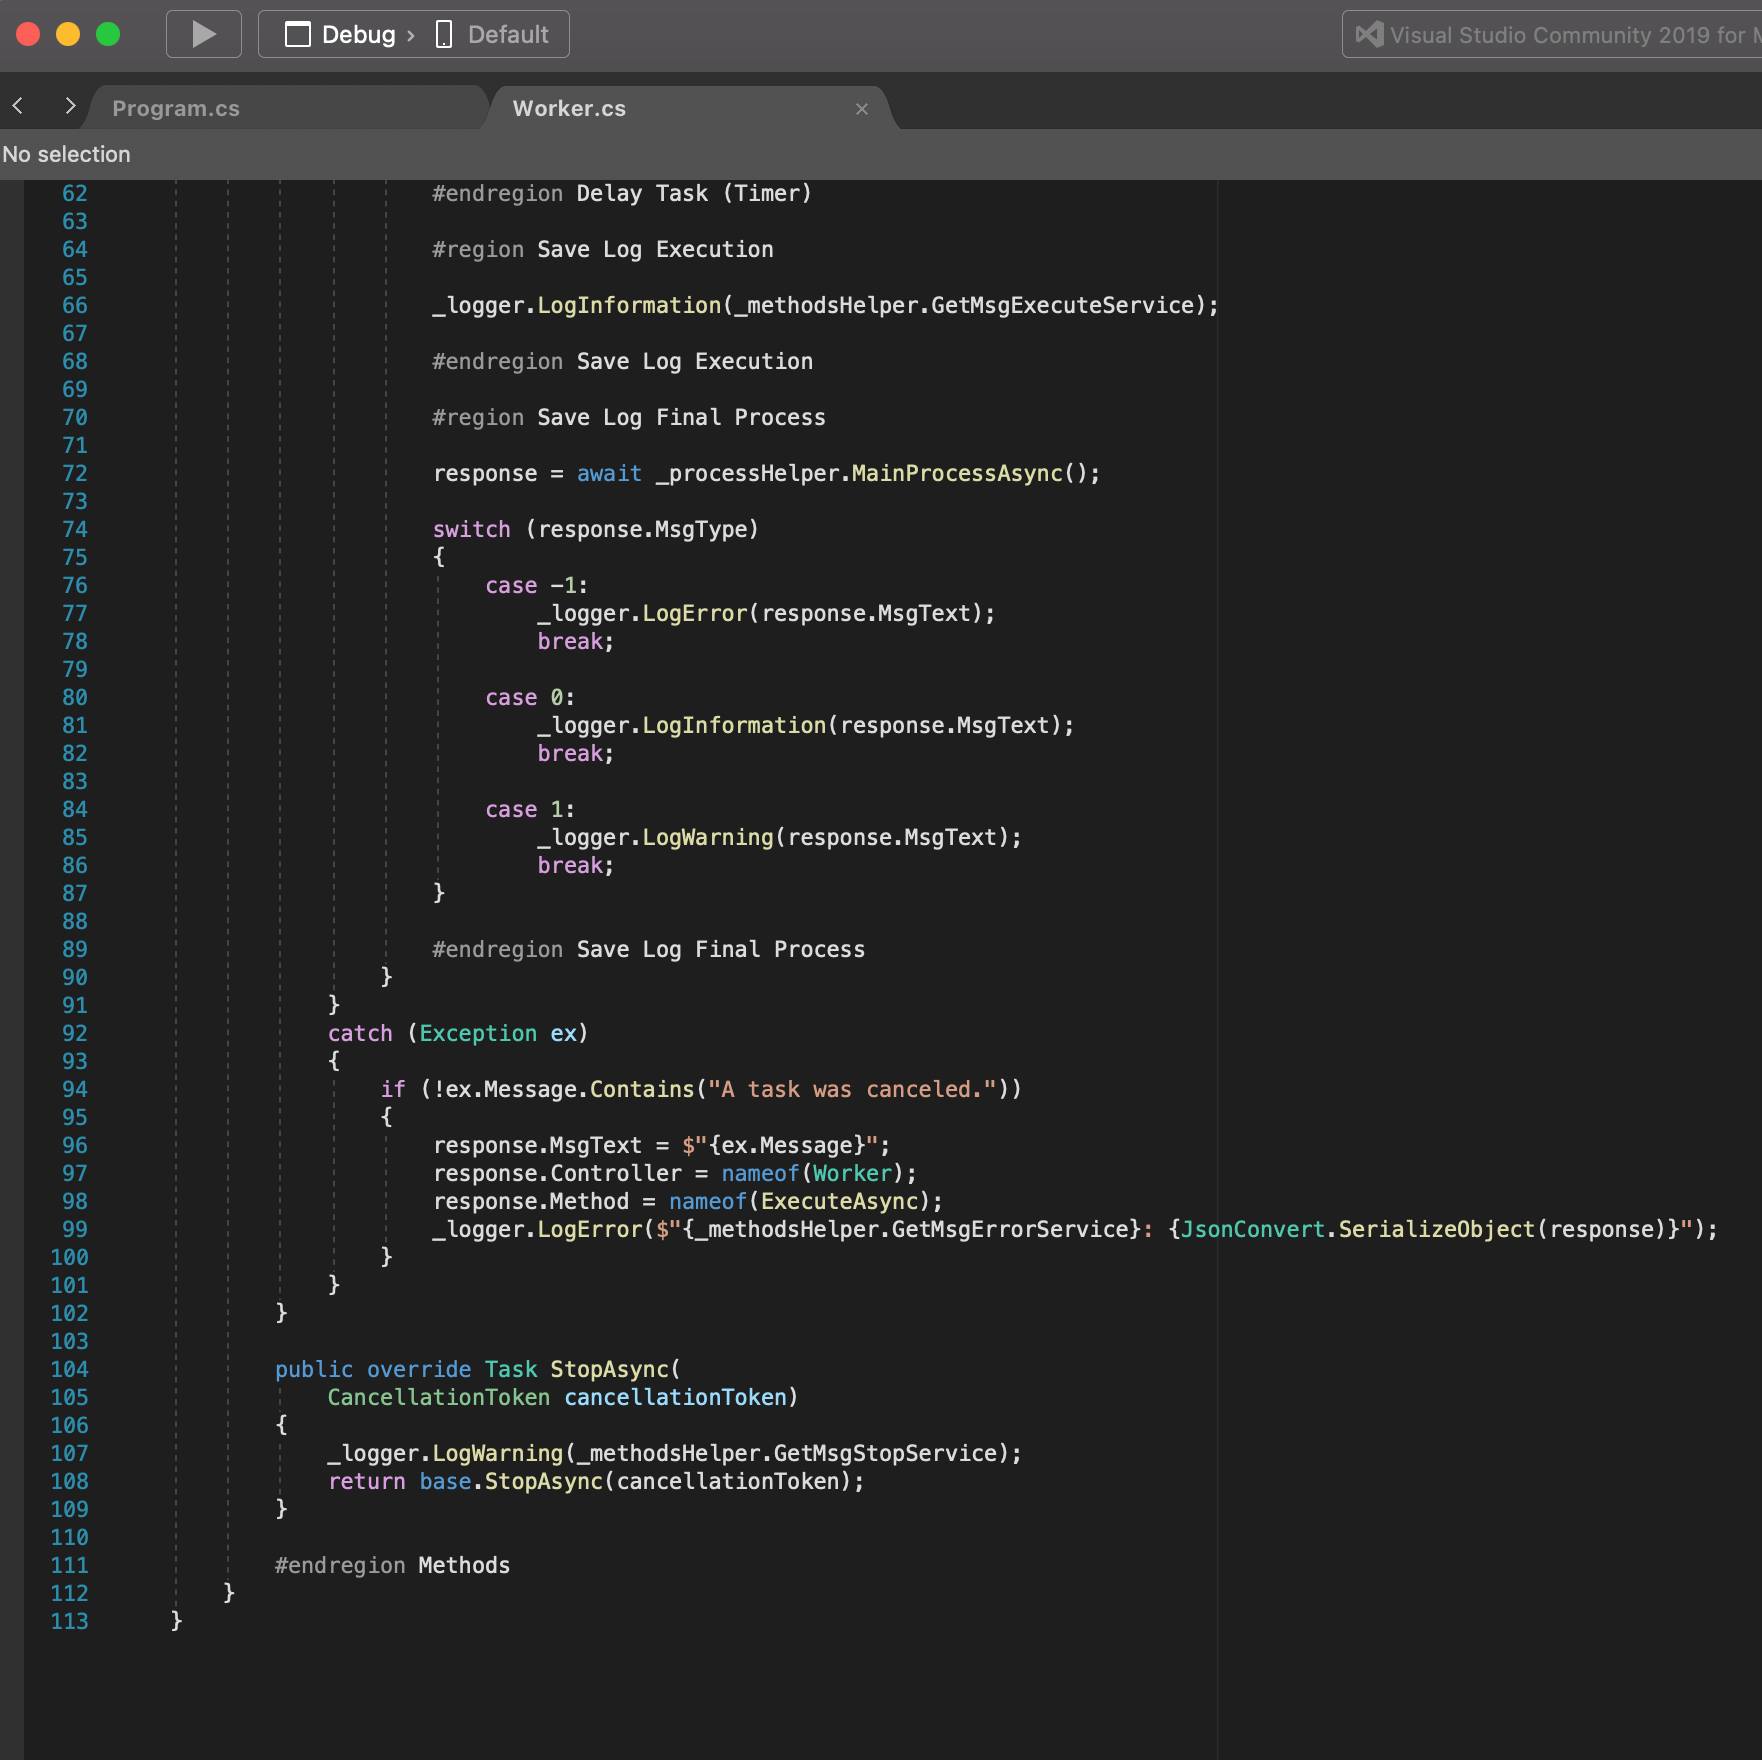 Debug › Default
Visual Studio Community 2019 for
Program.cs
Worker.cs ×
No selection
62 #endregion Delay Task (Timer)
63
64 #region Save Log Execution
65
66 _logger.LogInformation(_methodsHelper.GetMsgExecuteService);
67
68 #endregion Save Log Execution
69
70 #region Save Log Final Process
71
72 response = await _processHelper.MainProcessAsync();
73
74 switch (response.MsgType)
75 {
76 case -1:
77 _logger.LogError(response.MsgText);
78 break;
79
80 case 0:
81 _logger.LogInformation(response.MsgText);
82 break;
83
84 case 1:
85 _logger.LogWarning(response.MsgText);
86 break;
87 }
88
89 #endregion Save Log Final Process
90 }
91 }
92 catch (Exception ex)
93 {
94 if (!ex.Message.Contains("A task was canceled."))
95 {
96 response.MsgText = $"{ex.Message}";
97 response.Controller = nameof(Worker);
98 response.Method = nameof(ExecuteAsync);
99 _logger.LogError($"{_methodsHelper.GetMsgErrorService}: {JsonConvert.SerializeObject(response)}");
100 }
101 }
102 }
103
104 public override Task StopAsync(
105 CancellationToken cancellationToken)
106 {
107 _logger.LogWarning(_methodsHelper.GetMsgStopService);
108 return base.StopAsync(cancellationToken);
109 }
110
111 #endregion Methods
112 }
113 }